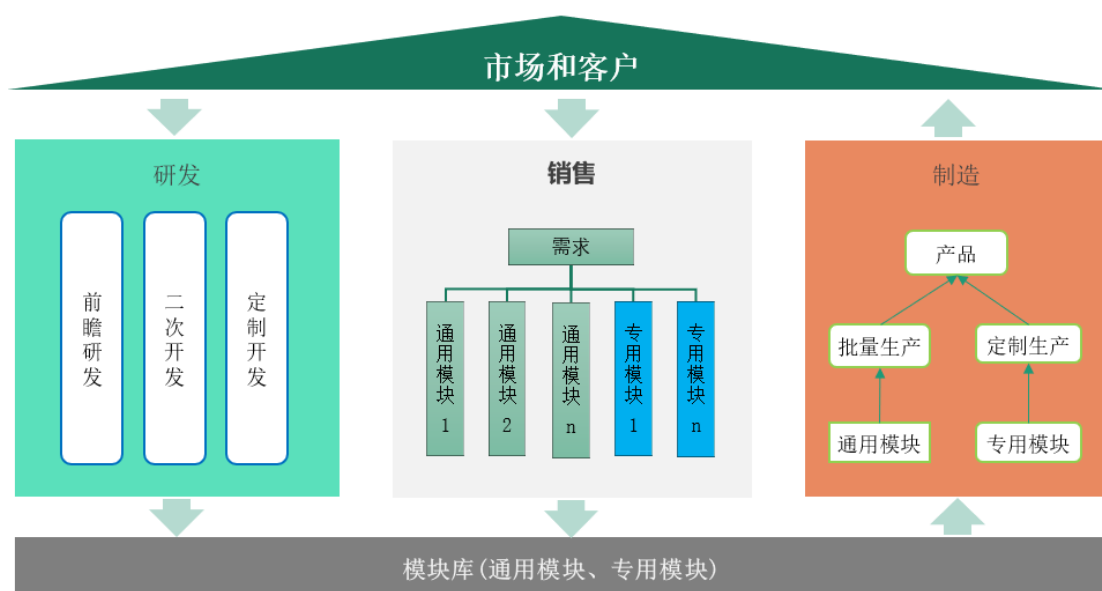 市场和客户
研发
前瞻研发
二次开发
定制开发
销售
需求
通用模块1
通用模块2
通用模块n
专用模块1
专用模块n
制造
产品
批量生产
定制生产
通用模块
专用模块
模块库(通用模块、专用模块)